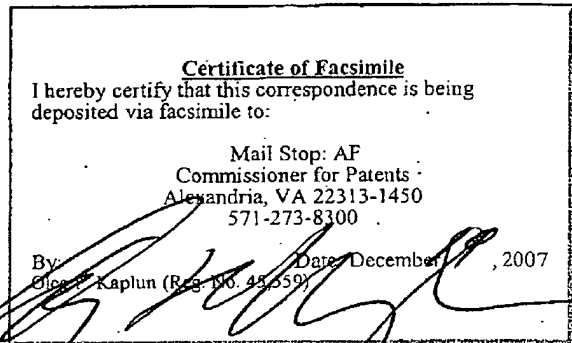 Certificate of Facsimile
I hereby certify that this correspondence is being
deposited via facsimile to:
Mail Stop: AF
Commissioner for Patents
Alexandria, VA 22313-1450
571-273-8300
By: Date: December , 2007
Oleg F. Kaplun (Reg. No. 45,559)